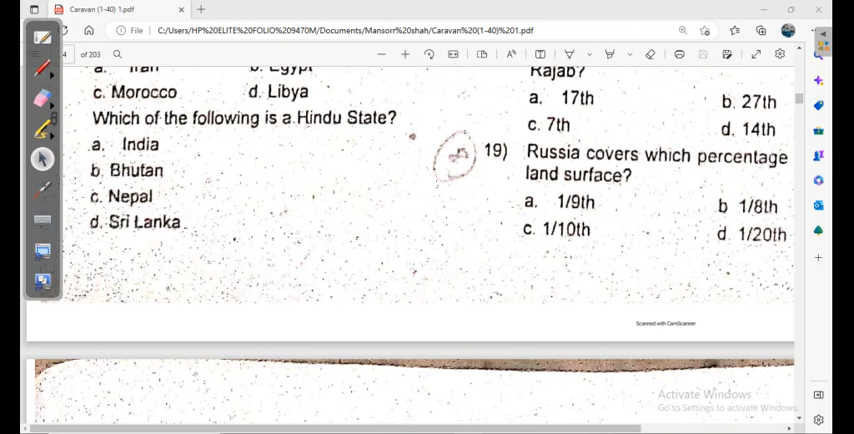 Caravan (1-40) 1.pdf
File
C:/Users/HP%20ELITE%20FOLIO%209470M/Documents/Mansorr%20shah/Caravan%20(1-40)%201.pdf
4 of 203
a. Iran b. Egypt
c. Morocco d. Libya
Which of the following is a Hindu State?
a. India
b. Bhutan
c. Nepal
d. Sri Lanka
Rajab?
a. 17th b. 27th
c. 7th d. 14th
19) Russia covers which percentage
land surface?
a. 1/9th b 1/8th
c. 1/10th d 1/20th
Scanned with CamScanner
Activate Windows
Go to Settings to activate Windows.